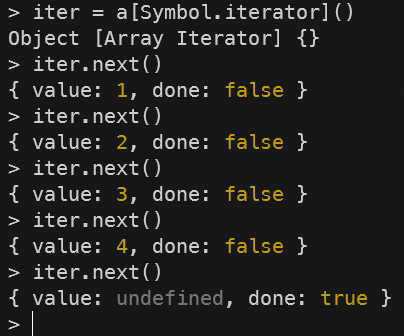 > iter = a[Symbol.iterator]()
Object [Array Iterator] {}
> iter.next()
{ value: 1, done: false }
> iter.next()
{ value: 2, done: false }
> iter.next()
{ value: 3, done: false }
> iter.next()
{ value: 4, done: false }
> iter.next()
{ value: undefined, done: true }
>